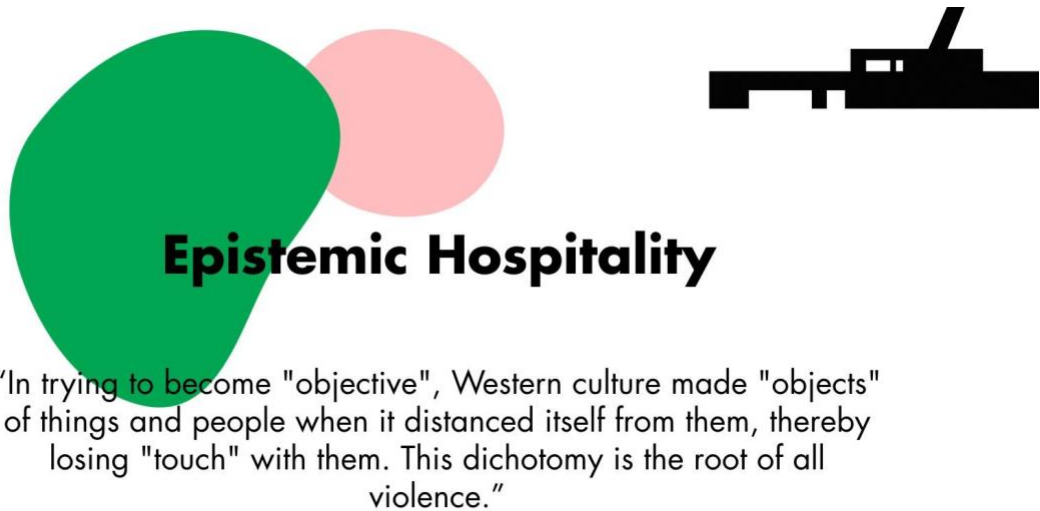 Epistemic Hospitality
“In trying to become "objective", Western culture made "objects"
of things and people when it distanced itself from them, thereby
losing "touch" with them. This dichotomy is the root of all
violence.”